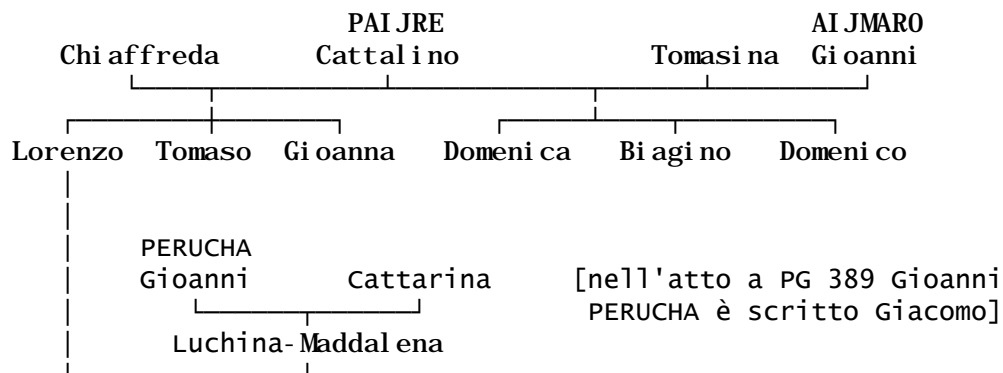 PAIJRE AIJMARO
Chiaffreda Cattalino Tomasina Gioanni
Lorenzo Tomaso Gioanna Domenica Biagino Domenico
PERUCHA
Gioanni Cattarina [nell'atto a PG 389 Gioanni
PERUCHA è scritto Giacomo]
Luchina-Maddalena